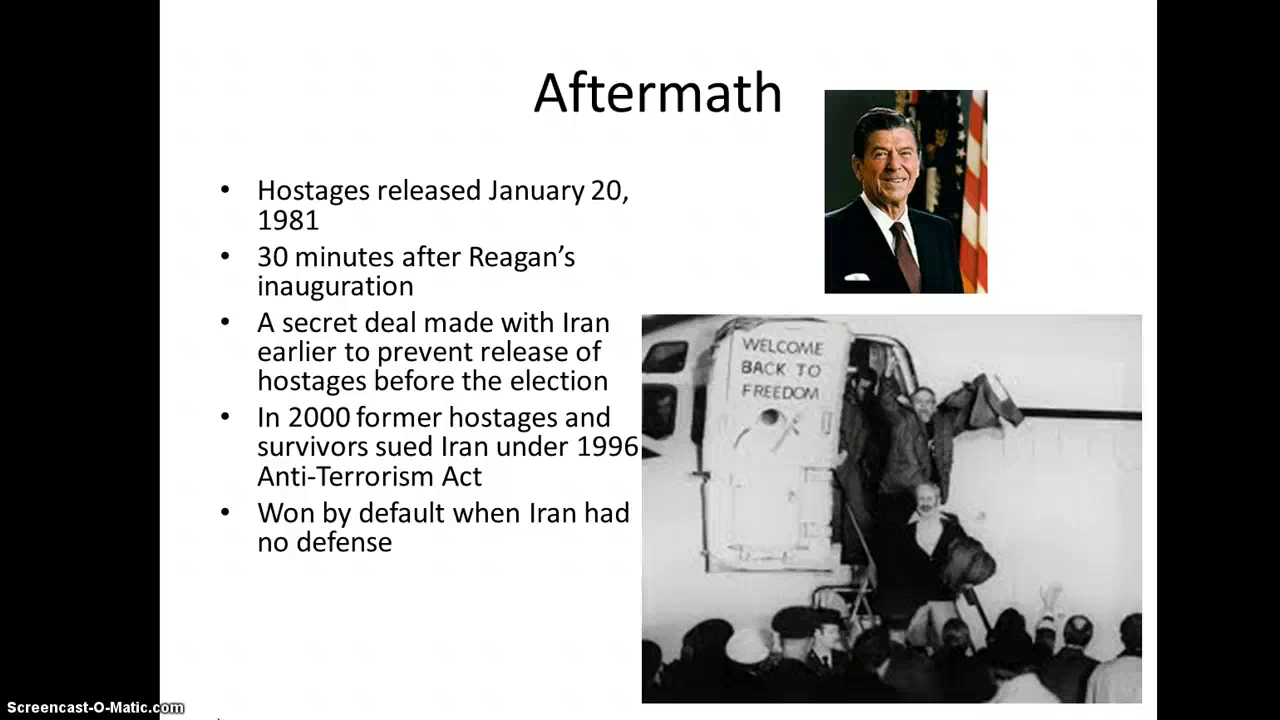 Aftermath
• Hostages released January 20,
1981
• 30 minutes after Reagan’s
inauguration
• A secret deal made with Iran
earlier to prevent release of
hostages before the election
• In 2000 former hostages and
survivors sued Iran under 1996
Anti-Terrorism Act
• Won by default when Iran had
no defense
WELCOME
BACK TO
FREEDOM
Screencast-O-Matic.com